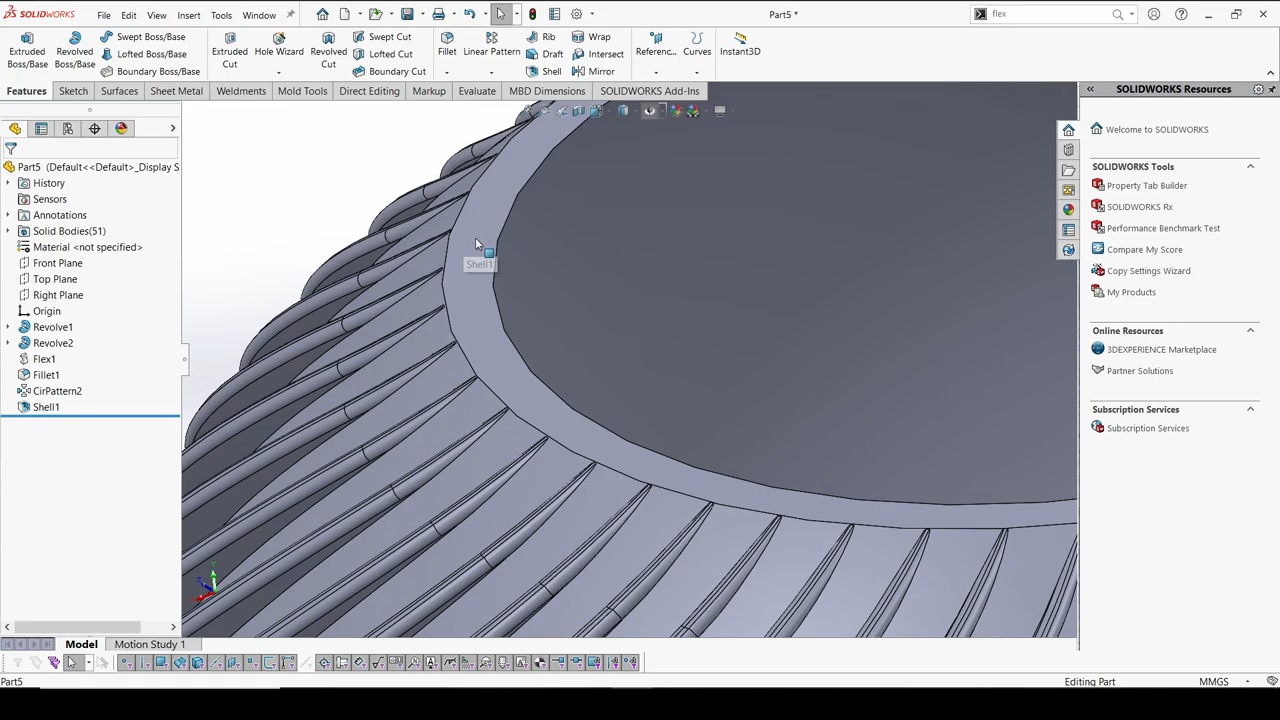 SOLIDWORKS
File
Edit
View
Insert
Tools
Window
Part5 *
flex
Extruded Boss/Base
Revolved Boss/Base
Swept Boss/Base
Lofted Boss/Base
Boundary Boss/Base
Extruded Cut
Hole Wizard
Revolved Cut
Swept Cut
Lofted Cut
Boundary Cut
Fillet
Linear Pattern
Rib
Draft
Shell
Wrap
Intersect
Mirror
Referenc...
Curves
Instant3D
Features
Sketch
Surfaces
Sheet Metal
Weldments
Mold Tools
Direct Editing
Markup
Evaluate
MBD Dimensions
SOLIDWORKS Add-Ins
Part5 (Default<<Default>_Display S
History
Sensors
Annotations
Solid Bodies(51)
Material <not specified>
Front Plane
Top Plane
Right Plane
Origin
Revolve1
Revolve2
Flex1
Fillet1
CirPattern2
Shell1
Shell1
SOLIDWORKS Resources
Welcome to SOLIDWORKS
SOLIDWORKS Tools
Property Tab Builder
SOLIDWORKS Rx
Performance Benchmark Test
Compare My Score
Copy Settings Wizard
My Products
Online Resources
3DEXPERIENCE Marketplace
Partner Solutions
Subscription Services
Subscription Services
Model
Motion Study 1
Part5
Editing Part
MMGS